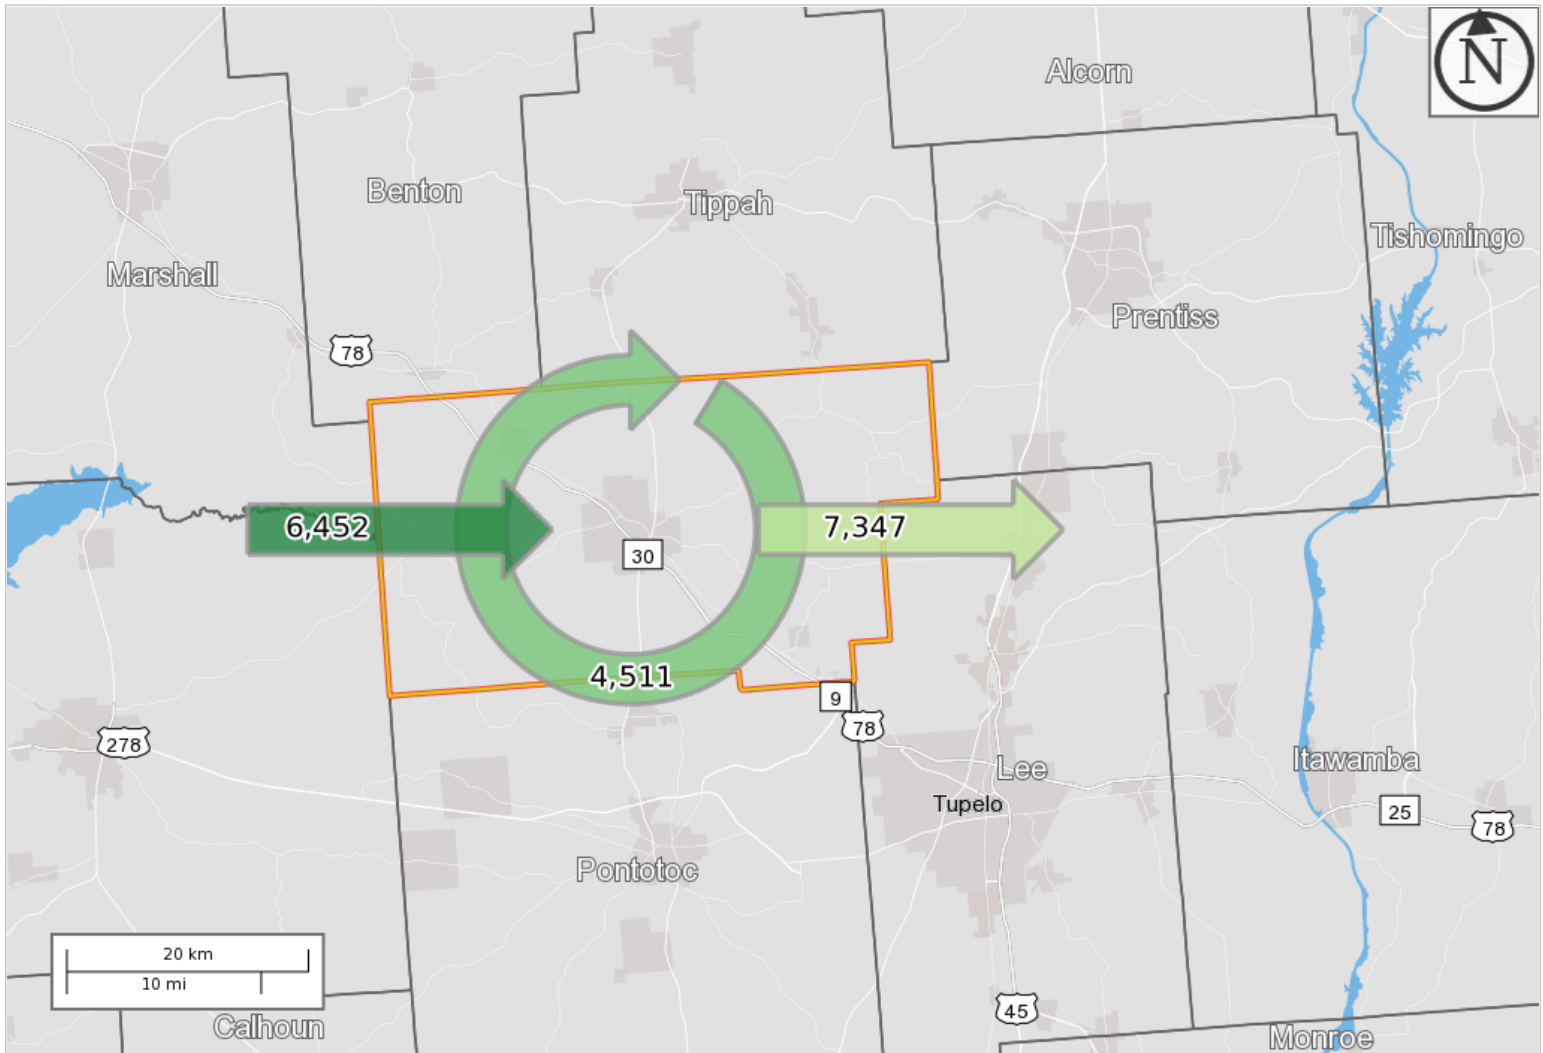 N
Alcorn
Benton
Tippah
Tishomingo
Marshall
Prentiss
78
6,452
7,347
30
4,511
9
78
278
Lee
Itawamba
Tupelo
25
78
Pontotoc
20 km
10 mi
45
Calhoun
Monroe